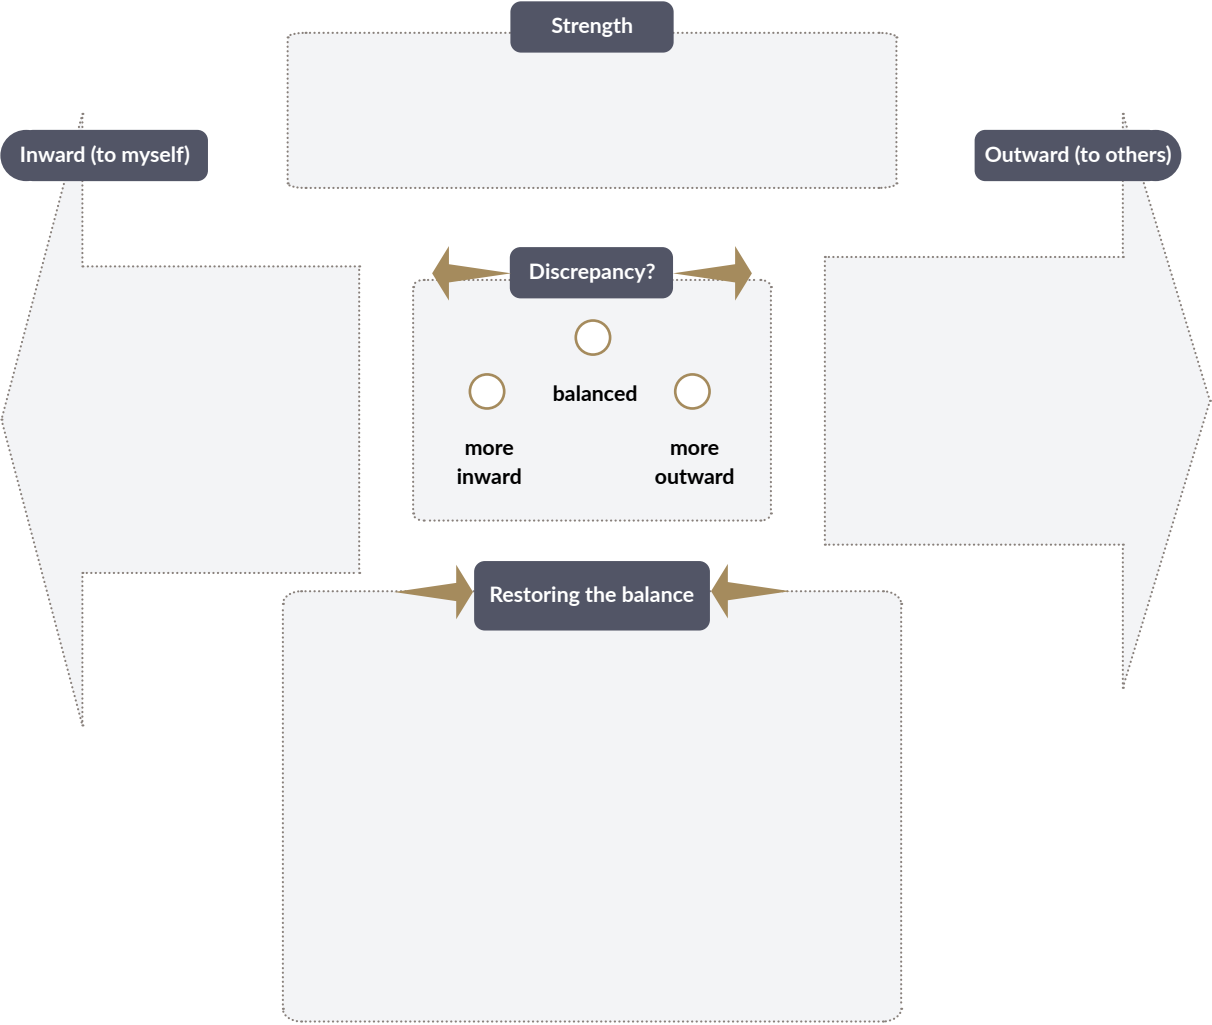 Strength
Inward (to myself)
Outward (to others)
Discrepancy?
balanced
more
inward
more
outward
Restoring the balance